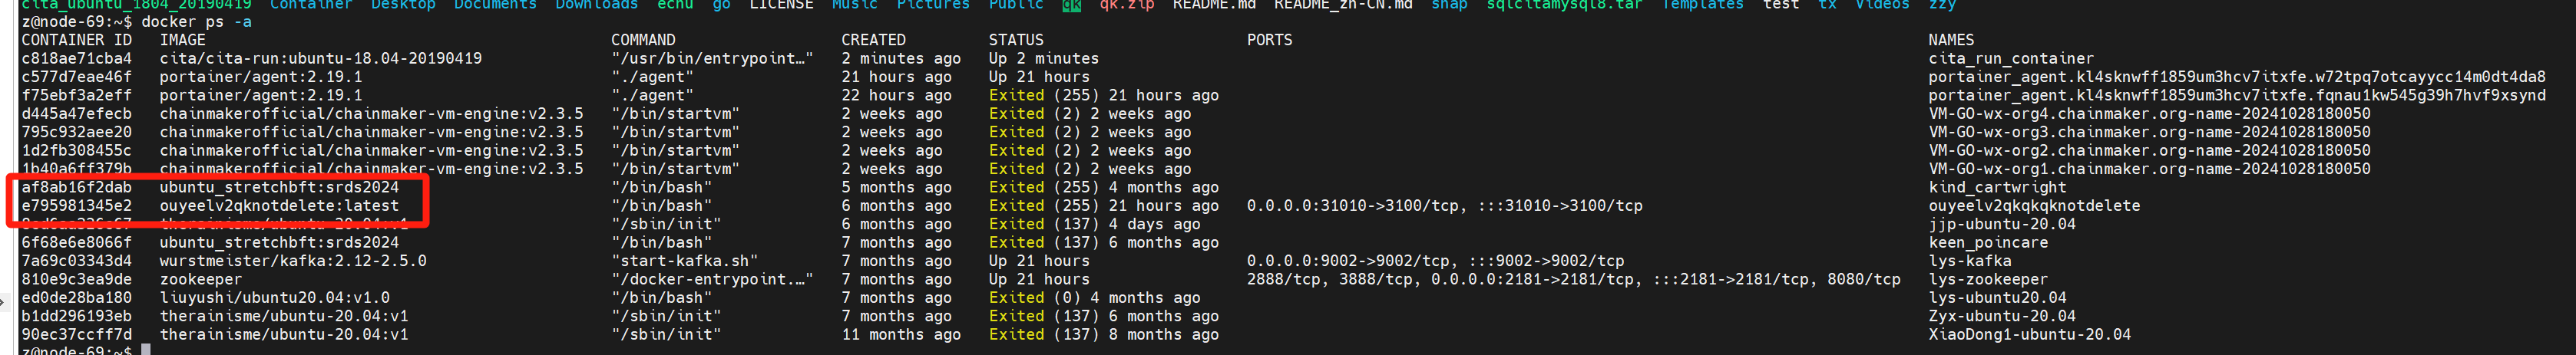 cita_ubuntu_1804_20190419 Container Desktop Documents Downloads echu go LICENSE Music Pictures Public qk qk.zip README.md README_zh-CN.md snap sqlcitamysql8.tar Templates test tx Videos zzy
z@node-69:~$ docker ps -a
CONTAINER ID IMAGE COMMAND CREATED STATUS PORTS NAMES
c818ae71cba4 cita/cita-run:ubuntu-18.04-20190419 "/usr/bin/entrypoint…" 2 minutes ago Up 2 minutes cita_run_container
c577d7eae46f portainer/agent:2.19.1 "./agent" 21 hours ago Up 21 hours portainer_agent.kl4sknwff1859um3hcv7itxfe.w72tpq7otcayycc14m0dt4da8
f75ebf3a2eff portainer/agent:2.19.1 "./agent" 22 hours ago Exited (255) 21 hours ago portainer_agent.kl4sknwff1859um3hcv7itxfe.fqnau1kw545g39h7hvf9xsynd
d445a47efecb chainmakerofficial/chainmaker-vm-engine:v2.3.5 "/bin/startvm" 2 weeks ago Exited (2) 2 weeks ago VM-GO-wx-org4.chainmaker.org-name-20241028180050
795c932aee20 chainmakerofficial/chainmaker-vm-engine:v2.3.5 "/bin/startvm" 2 weeks ago Exited (2) 2 weeks ago VM-GO-wx-org3.chainmaker.org-name-20241028180050
1d2fb308455c chainmakerofficial/chainmaker-vm-engine:v2.3.5 "/bin/startvm" 2 weeks ago Exited (2) 2 weeks ago VM-GO-wx-org2.chainmaker.org-name-20241028180050
1b40a6ff379b chainmakerofficial/chainmaker-vm-engine:v2.3.5 "/bin/startvm" 2 weeks ago Exited (2) 2 weeks ago VM-GO-wx-org1.chainmaker.org-name-20241028180050
af8ab16f2dab ubuntu_stretchbft:srds2024 "/bin/bash" 5 months ago Exited (255) 4 months ago kind_cartwright
e795981345e2 ouyeelv2qknotdelete:latest "/bin/bash" 6 months ago Exited (255) 21 hours ago 0.0.0.0:31010->3100/tcp, :::31010->3100/tcp ouyeelv2qkqkqknotdelete
therainisme/ubuntu-20.04:v1 "/sbin/init" 6 months ago Exited (137) 4 days ago jjp-ubuntu-20.04
6f68e6e8066f ubuntu_stretchbft:srds2024 "/bin/bash" 7 months ago Exited (137) 6 months ago keen_poincare
7a69c03343d4 wurstmeister/kafka:2.12-2.5.0 "start-kafka.sh" 7 months ago Up 21 hours 0.0.0.0:9002->9002/tcp, :::9002->9002/tcp lys-kafka
810e9c3ea9de zookeeper "/docker-entrypoint.…" 7 months ago Up 21 hours 2888/tcp, 3888/tcp, 0.0.0.0:2181->2181/tcp, :::2181->2181/tcp, 8080/tcp lys-zookeeper
ed0de28ba180 liuyushi/ubuntu20.04:v1.0 "/bin/bash" 7 months ago Exited (0) 4 months ago lys-ubuntu20.04
b1dd296193eb therainisme/ubuntu-20.04:v1 "/sbin/init" 7 months ago Exited (137) 6 months ago Zyx-ubuntu-20.04
90ec37ccff7d therainisme/ubuntu-20.04:v1 "/sbin/init" 11 months ago Exited (137) 8 months ago XiaoDong1-ubuntu-20.04
z@node-69:~$